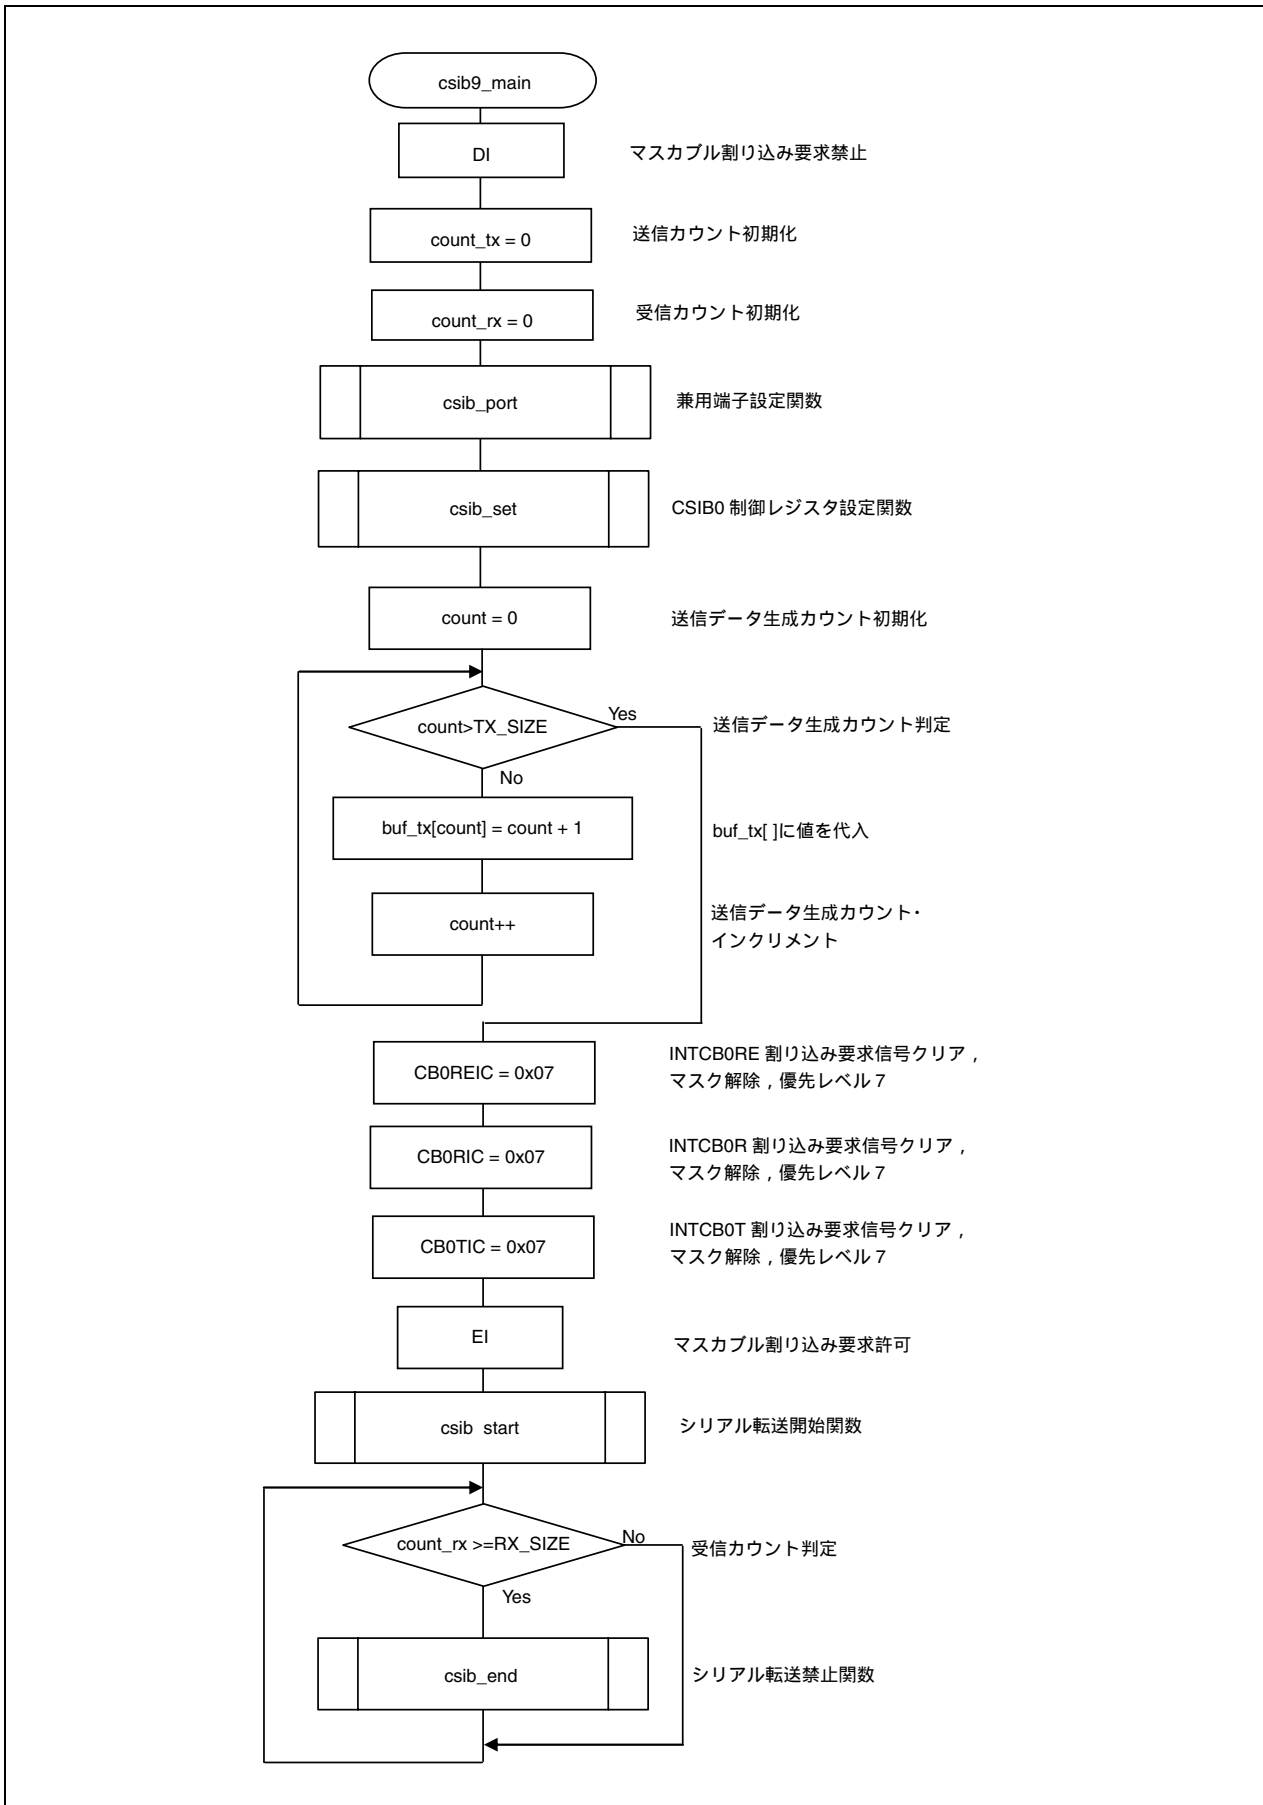 csib9_main
DI
マスカブル割り込み要求禁止
count_tx = 0
送信カウント初期化
count_rx = 0
受信カウント初期化
csib_port
兼用端子設定関数
csib_set
CSIB0 制御レジスタ設定関数
count = 0
送信データ生成カウント初期化
count>TX_SIZE
Yes
送信データ生成カウント判定
No
buf_tx[count] = count + 1
buf_tx[ ]に値を代入
count++
送信データ生成カウント・
インクリメント
CB0REIC = 0x07
INTCB0RE 割り込み要求信号クリア，
マスク解除，優先レベル7
CB0RIC = 0x07
INTCB0R 割り込み要求信号クリア，
マスク解除，優先レベル7
CB0TIC = 0x07
INTCB0T 割り込み要求信号クリア，
マスク解除，優先レベル7
EI
マスカブル割り込み要求許可
csib start
シリアル転送開始関数
count_rx >=RX_SIZE
No
受信カウント判定
Yes
csib_end
シリアル転送禁止関数